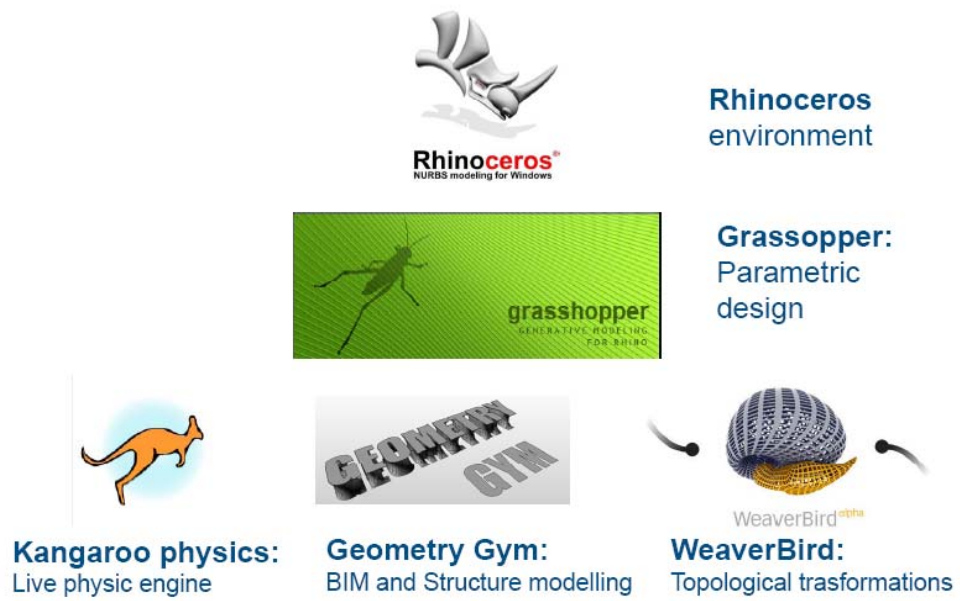 Rhinoceros®
NURBS modeling for Windows
Rhinoceros
environment
grasshopper
GENERATIVE MODELING
FOR RHINO
Grassopper:
Parametric
design
GEOMETRY
GYM
WeaverBird alpha
Kangaroo physics:
Live physic engine
Geometry Gym:
BIM and Structure modelling
WeaverBird:
Topological trasformations